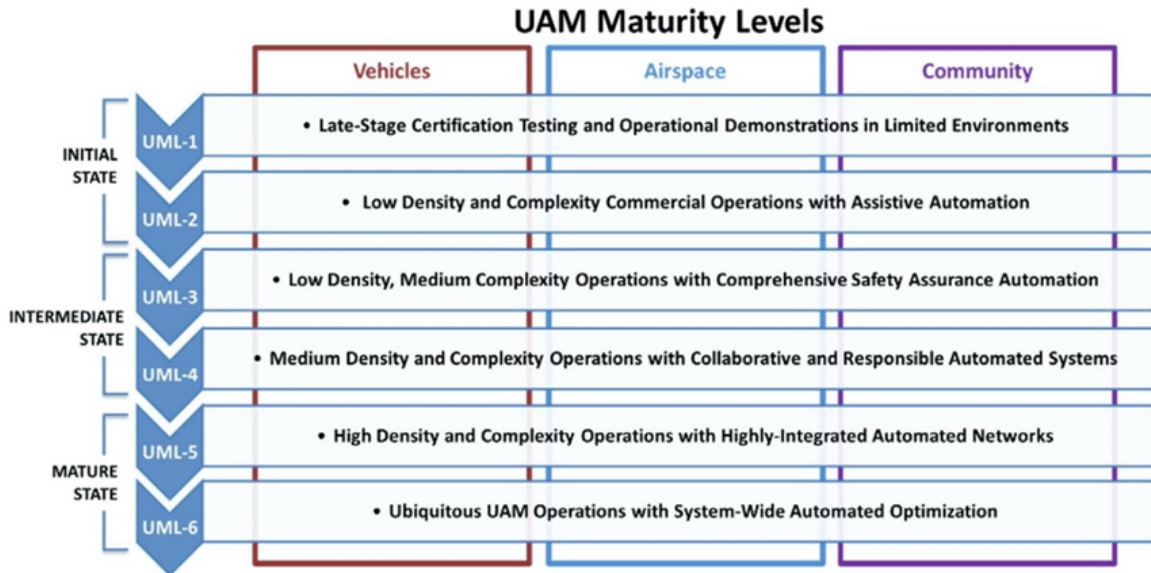 UAM Maturity Levels
Vehicles
Airspace
Community
INITIAL
STATE
UML-1
• Late-Stage Certification Testing and Operational Demonstrations in Limited Environments
UML-2
• Low Density and Complexity Commercial Operations with Assistive Automation
INTERMEDIATE
STATE
UML-3
• Low Density, Medium Complexity Operations with Comprehensive Safety Assurance Automation
UML-4
• Medium Density and Complexity Operations with Collaborative and Responsible Automated Systems
MATURE
STATE
UML-5
• High Density and Complexity Operations with Highly-Integrated Automated Networks
UML-6
• Ubiquitous UAM Operations with System-Wide Automated Optimization